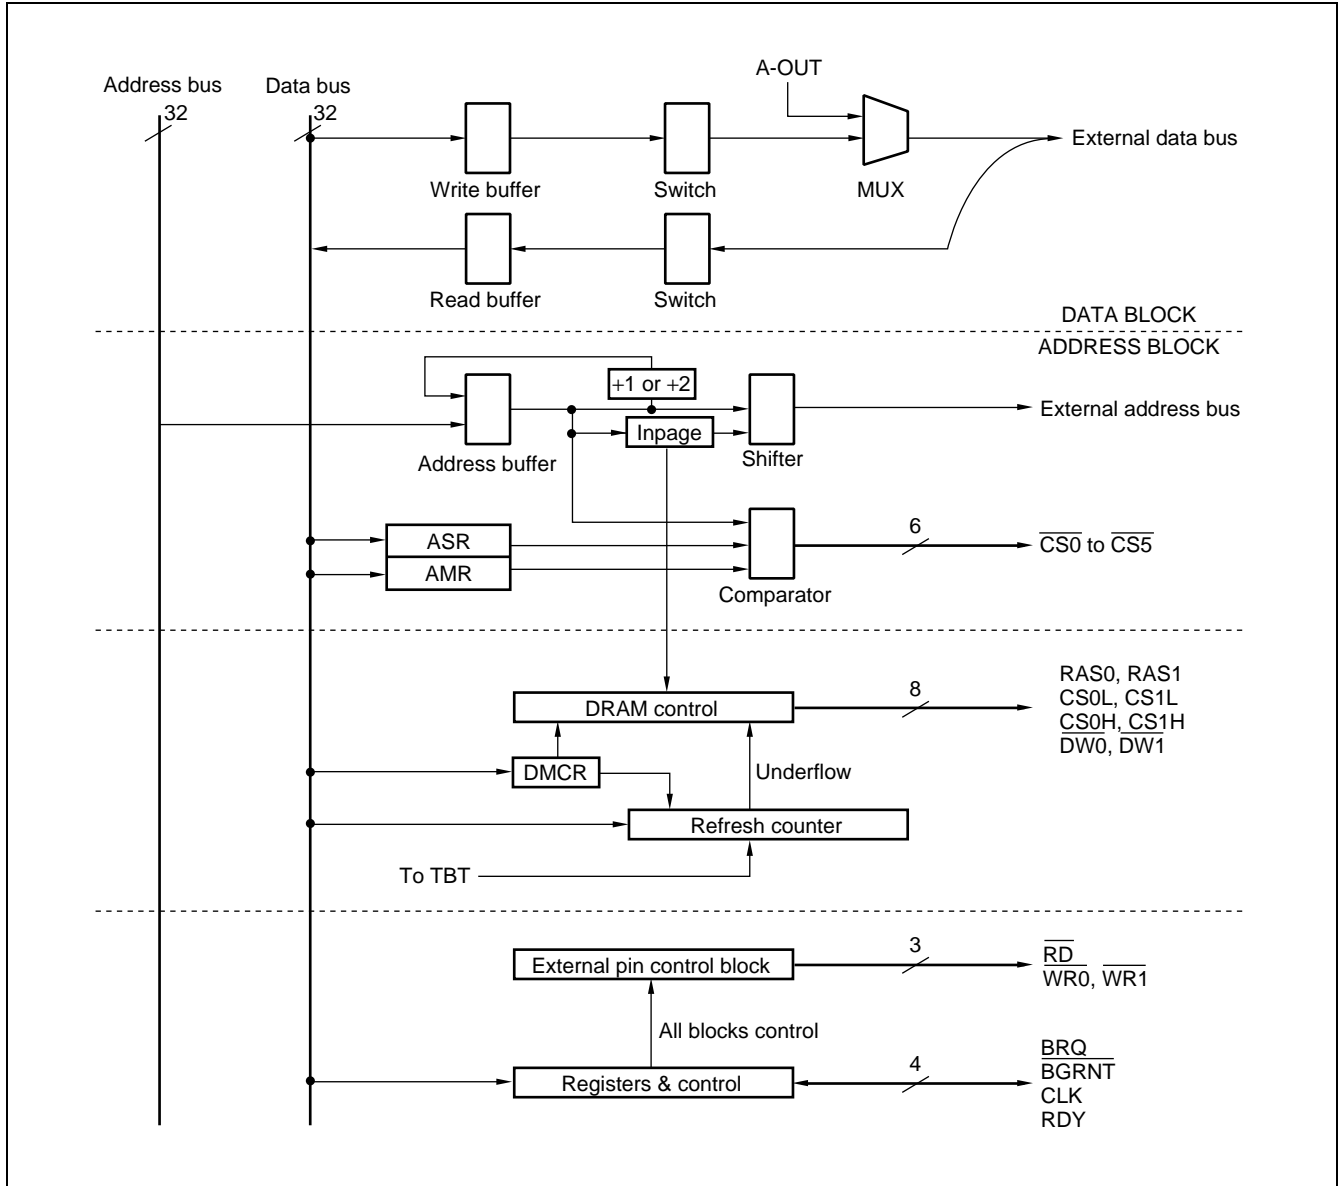 A-OUT
Address bus
Data bus
32
32
External data bus
Write buffer
Switch
MUX
Read buffer
Switch
DATA BLOCK
ADDRESS BLOCK
+1 or +2
External address bus
Inpage
Address buffer
Shifter
ASR
6
CS0 to CS5
AMR
Comparator
RAS0, RAS1
8
CS0L, CS1L
DRAM control
CS0H, CS1H
DW0, DW1
DMCR
Underflow
Refresh counter
To TBT
3
RD
External pin control block
WR0, WR1
All blocks control
BRQ
4
BGRNT
Registers & control
CLK
RDY